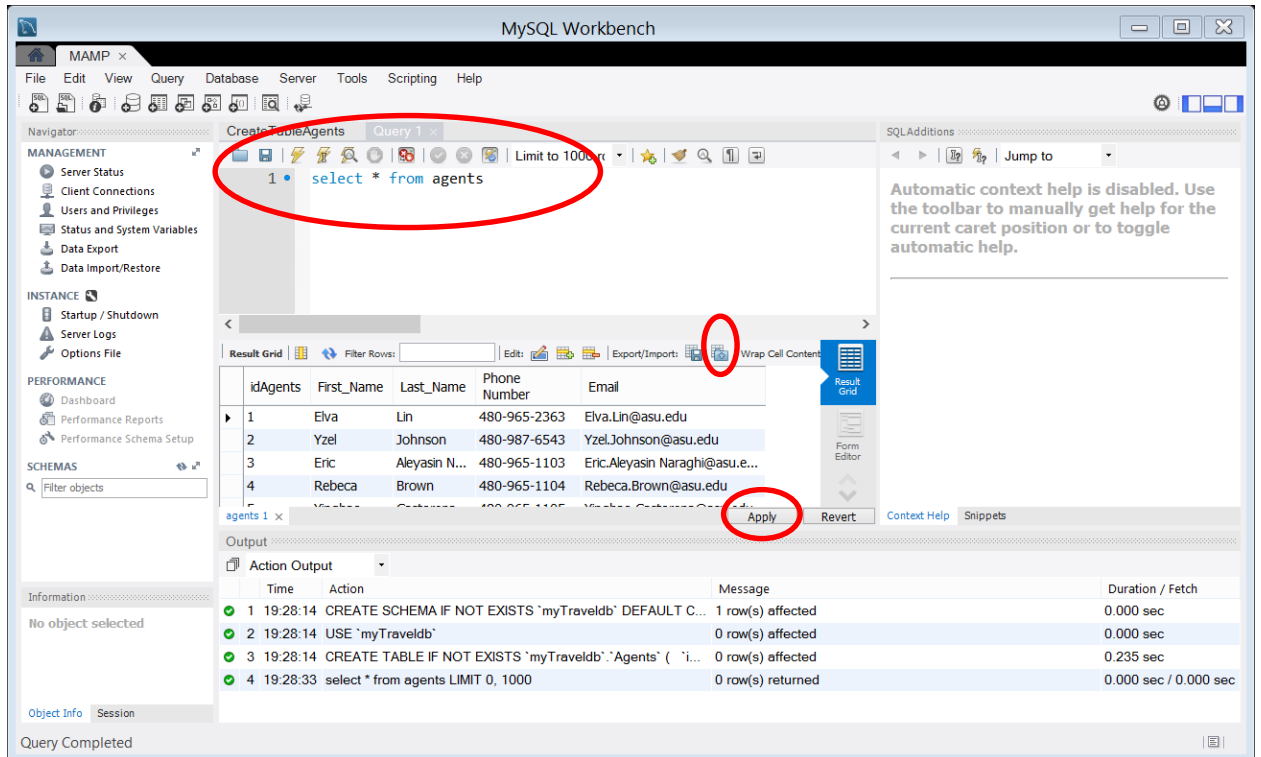 MySQL Workbench
MAMP ×
File Edit View Query Database Server Tools Scripting Help
Navigator
MANAGEMENT
Server Status
Client Connections
Users and Privileges
Status and System Variables
Data Export
Data Import/Restore
INSTANCE
Startup / Shutdown
Server Logs
Options File
PERFORMANCE
Dashboard
Performance Reports
Performance Schema Setup
SCHEMAS
Filter objects
Information
No object selected
Object Info Session
CreateTableAgents Query 1 ×
Limit to 1000
1 select * from agents
Result Grid Filter Rows: Edit: Export/Import: Wrap Cell Content
idAgents First_Name Last_Name Phone Number Email
1 Elva Lin 480-965-2363 Elva.Lin@asu.edu
2 Yzel Johnson 480-987-6543 Yzel.Johnson@asu.edu
3 Eric Aleyasin N... 480-965-1103 Eric.Aleyasin Naraghi@asu.e...
4 Rebeca Brown 480-965-1104 Rebeca.Brown@asu.edu
Result Grid
Form Editor
agents 1 × Apply Revert
SQLAdditions
Jump to
Automatic context help is disabled. Use
the toolbar to manually get help for the
current caret position or to toggle
automatic help.
Context Help Snippets
Output
Action Output
Time Action Message Duration / Fetch
1 19:28:14 CREATE SCHEMA IF NOT EXISTS `myTraveldb` DEFAULT C... 1 row(s) affected 0.000 sec
2 19:28:14 USE `myTraveldb` 0 row(s) affected 0.000 sec
3 19:28:14 CREATE TABLE IF NOT EXISTS `myTraveldb`.`Agents` ( `i... 0 row(s) affected 0.235 sec
4 19:28:33 select * from agents LIMIT 0, 1000 0 row(s) returned 0.000 sec / 0.000 sec
Query Completed